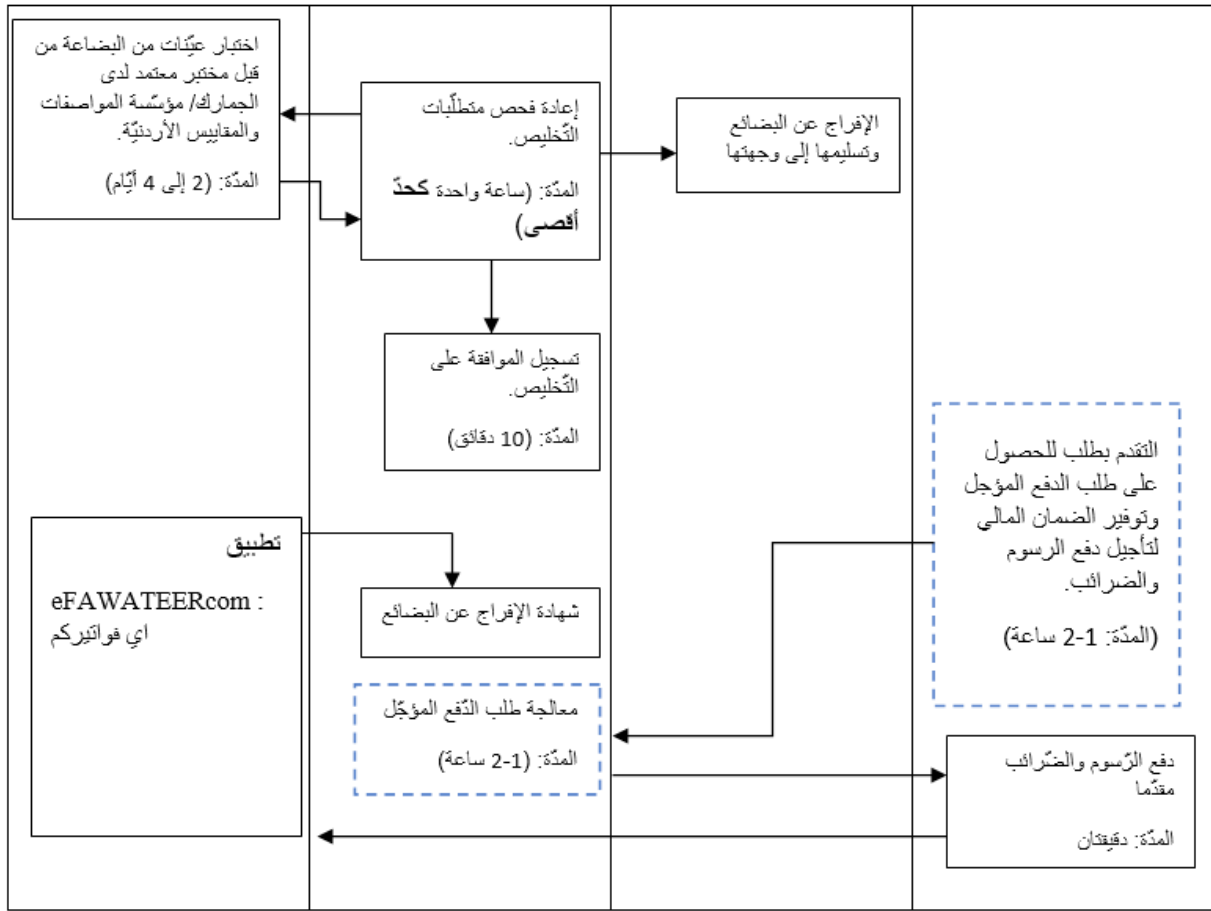 اختبار عيّنات من البضاعة من
قبل مختبر معتمد لدى
الجمارك/ مؤسّسة المواصفات
والمقاييس الأردنيّة.
المدّة: (2 إلى 4 أيّام)
إعادة فحص متطلّبات
التّخليص.
المدّة: (ساعة واحدة كحدّ
أقصى)
الإفراج عن البضائع
وتسليمها إلى وجهتها
تسجيل الموافقة على
التّخليص.
المدّة: (10 دقائق)
التقدم بطلب للحصول
على طلب الدفع المؤجل
وتوفير الضمان المالي
لتأجيل دفع الرسوم
والضرائب.
(المدّة: 1-2 ساعة)
تطبيق
eFAWATEERcom :
اي فواتيركم
شهادة الإفراج عن البضائع
معالجة طلب الدّفع المؤجّل
المدّة: (1-2 ساعة)
دفع الرّسوم والضّرائب
مقدّما
المدّة: دقيقتان